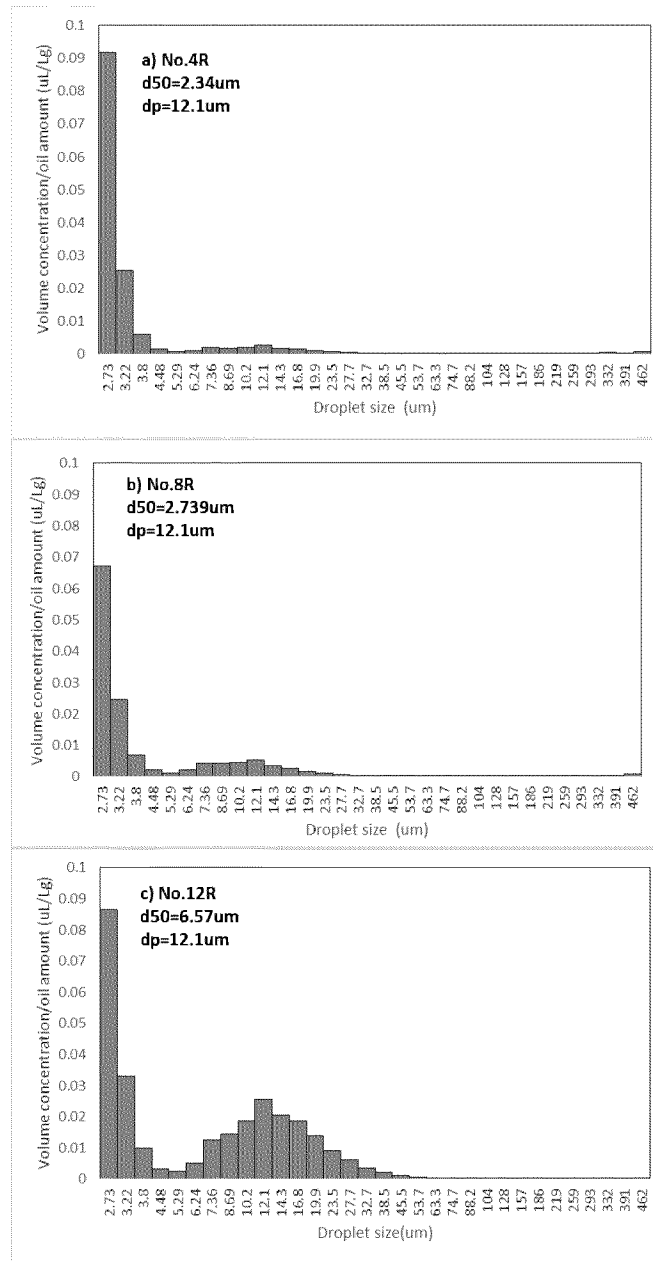 0.1
0.09
0.08
0.07
0.06
0.05
0.04
0.03
0.02
0.01
0
Volume concentration/oil amount (uL/Lg)
a) No.4R
d50=2.34um
dp=12.1um
2.73 3.22 3.8 4.48 5.29 6.24 7.36 8.69 10.2 12.1 14.3 16.8 19.9 23.5 27.7 32.7 38.5 45.5 53.7 63.3 74.7 88.2 104 128 157 186 219 259 293 332 391 462
Droplet size (um)
0.1
0.09
0.08
0.07
0.06
0.05
0.04
0.03
0.02
0.01
0
Volume concentration/oil amount (uL/Lg)
b) No.8R
d50=2.739um
dp=12.1um
2.73 3.22 3.8 4.48 5.29 6.24 7.36 8.69 10.2 12.1 14.3 16.8 19.9 23.5 27.7 32.7 38.5 45.5 53.7 63.3 74.7 88.2 104 128 157 186 219 259 293 332 391 462
Droplet size (um)
0.1
0.09
0.08
0.07
0.06
0.05
0.04
0.03
0.02
0.01
0
Volume concentration/oil amount (uL/Lg)
c) No.12R
d50=6.57um
dp=12.1um
2.73 3.22 3.8 4.48 5.29 6.24 7.36 8.69 10.2 12.1 14.3 16.8 19.9 23.5 27.7 32.7 38.5 45.5 53.7 63.3 74.7 88.2 104 128 157 186 219 259 293 332 391 462
Droplet size(um)